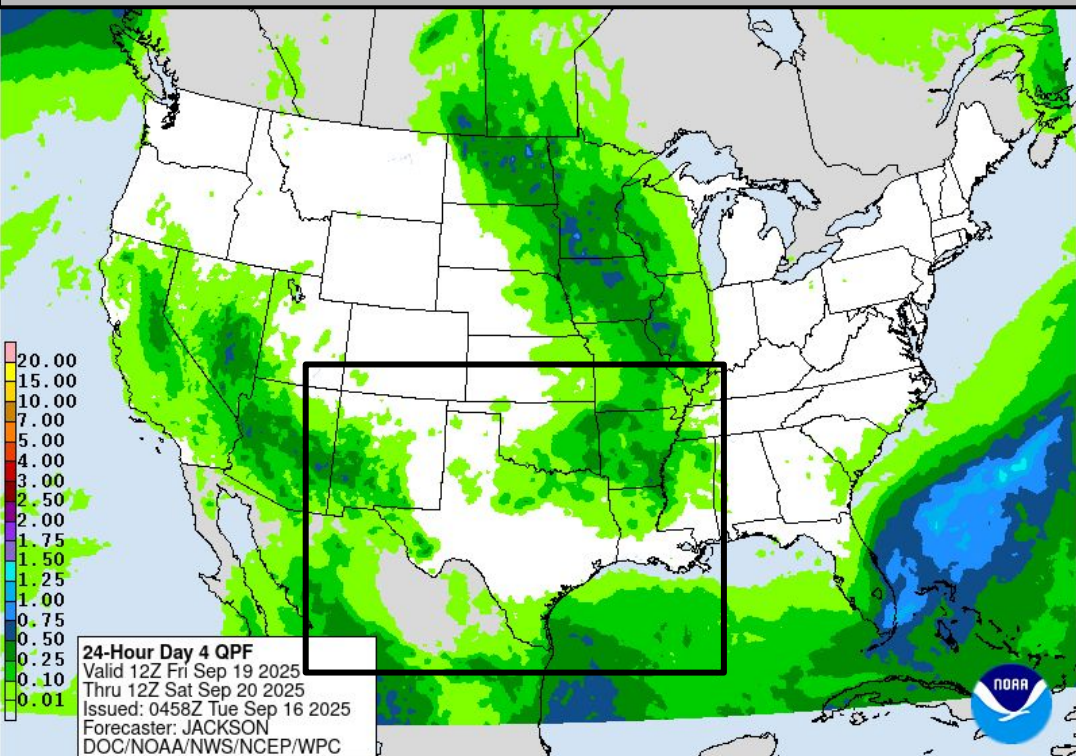 20.00
15.00
10.00
7.00
5.00
4.00
3.00
2.50
2.00
1.75
1.50
1.25
1.00
0.75
0.50
0.25
0.10
0.01
24-Hour Day 4 QPF
Valid 12Z Fri Sep 19 2025
Thru 12Z Sat Sep 20 2025
Issued: 0458Z Tue Sep 16 2025
Forecaster: JACKSON
DOC/NOAA/NWS/NCEP/WPC
NOAA